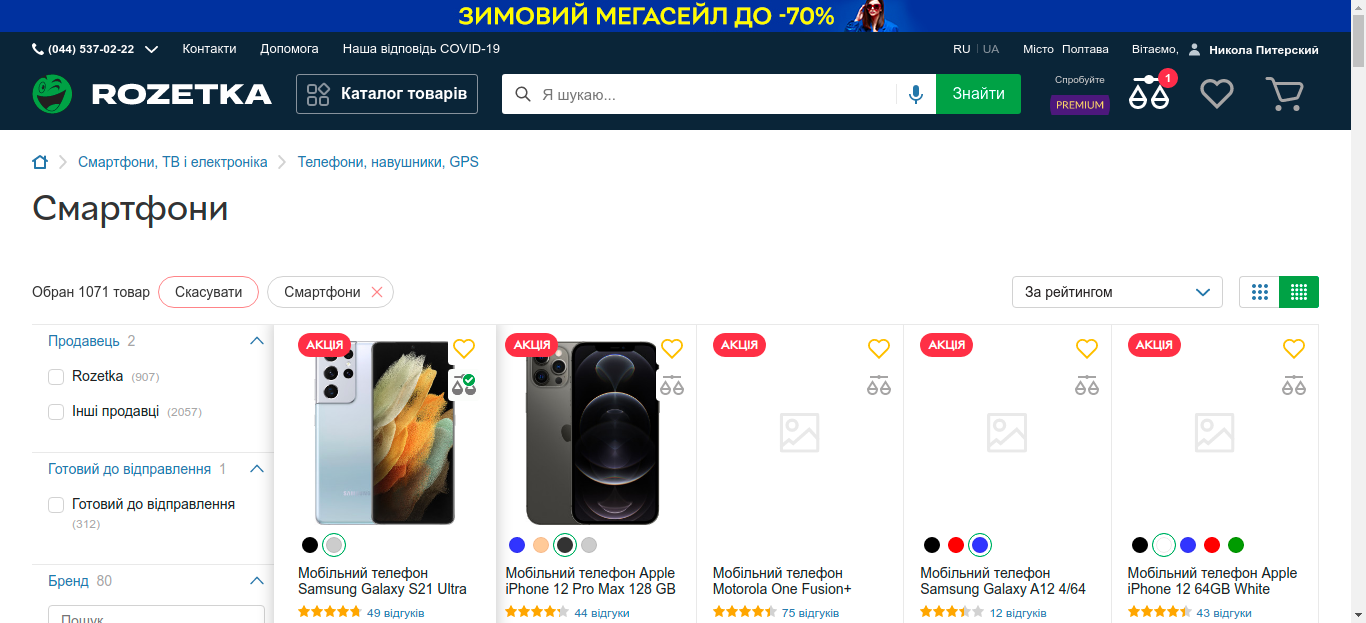 ЗИМОВИЙ МЕГАСЕЙЛ ДО -70%
(044) 537-02-22 Контакти Допомога Наша відповідь COVID-19 RU UA Місто Полтава Вітаємо, Никола Питерский
ROZETKA Каталог товарів Я шукаю... Знайти Спробуйте PREMIUM 1
Смартфони, ТВ і електроніка Телефони, навушники, GPS
Смартфони
Обран 1071 товар Скасувати Смартфони За рейтингом
Продавець 2
Rozetka (907)
Інші продавці (2057)
Готовий до відправлення 1
Готовий до відправлення
(312)
Бренд 80
Пошук
АКЦІЯ
Мобільний телефон
Samsung Galaxy S21 Ultra
49 відгуків
АКЦІЯ
Мобільний телефон Apple
iPhone 12 Pro Max 128 GB
44 відгуки
АКЦІЯ
Мобільний телефон
Motorola One Fusion+
75 відгуків
АКЦІЯ
Мобільний телефон
Samsung Galaxy A12 4/64
12 відгуків
АКЦІЯ
Мобільний телефон Apple
iPhone 12 64GB White
43 відгуки